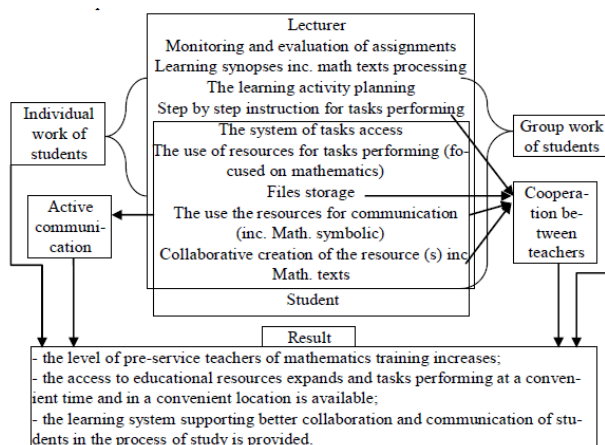 Lecturer
Monitoring and evaluation of assignments
Learning synopses inc. math texts processing
The learning activity planning
Step by step instruction for tasks performing
Individual
work of
students
The system of tasks access
The use of resources for tasks performing (fo-
cused on mathematics)
Files storage
The use the resources for communication
(inc. Math. symbolic)
Collaborative creation of the resource (s) inc
Math. texts
Student
Group work
of students
Active
communi-
cation
Coopera-
tion be-
tween
teachers
Result
- the level of pre-service teachers of mathematics training increases;
- the access to educational resources expands and tasks performing at a conven-
ient time and in a convenient location is available;
- the learning system supporting better collaboration and communication of stu-
dents in the process of study is provided.